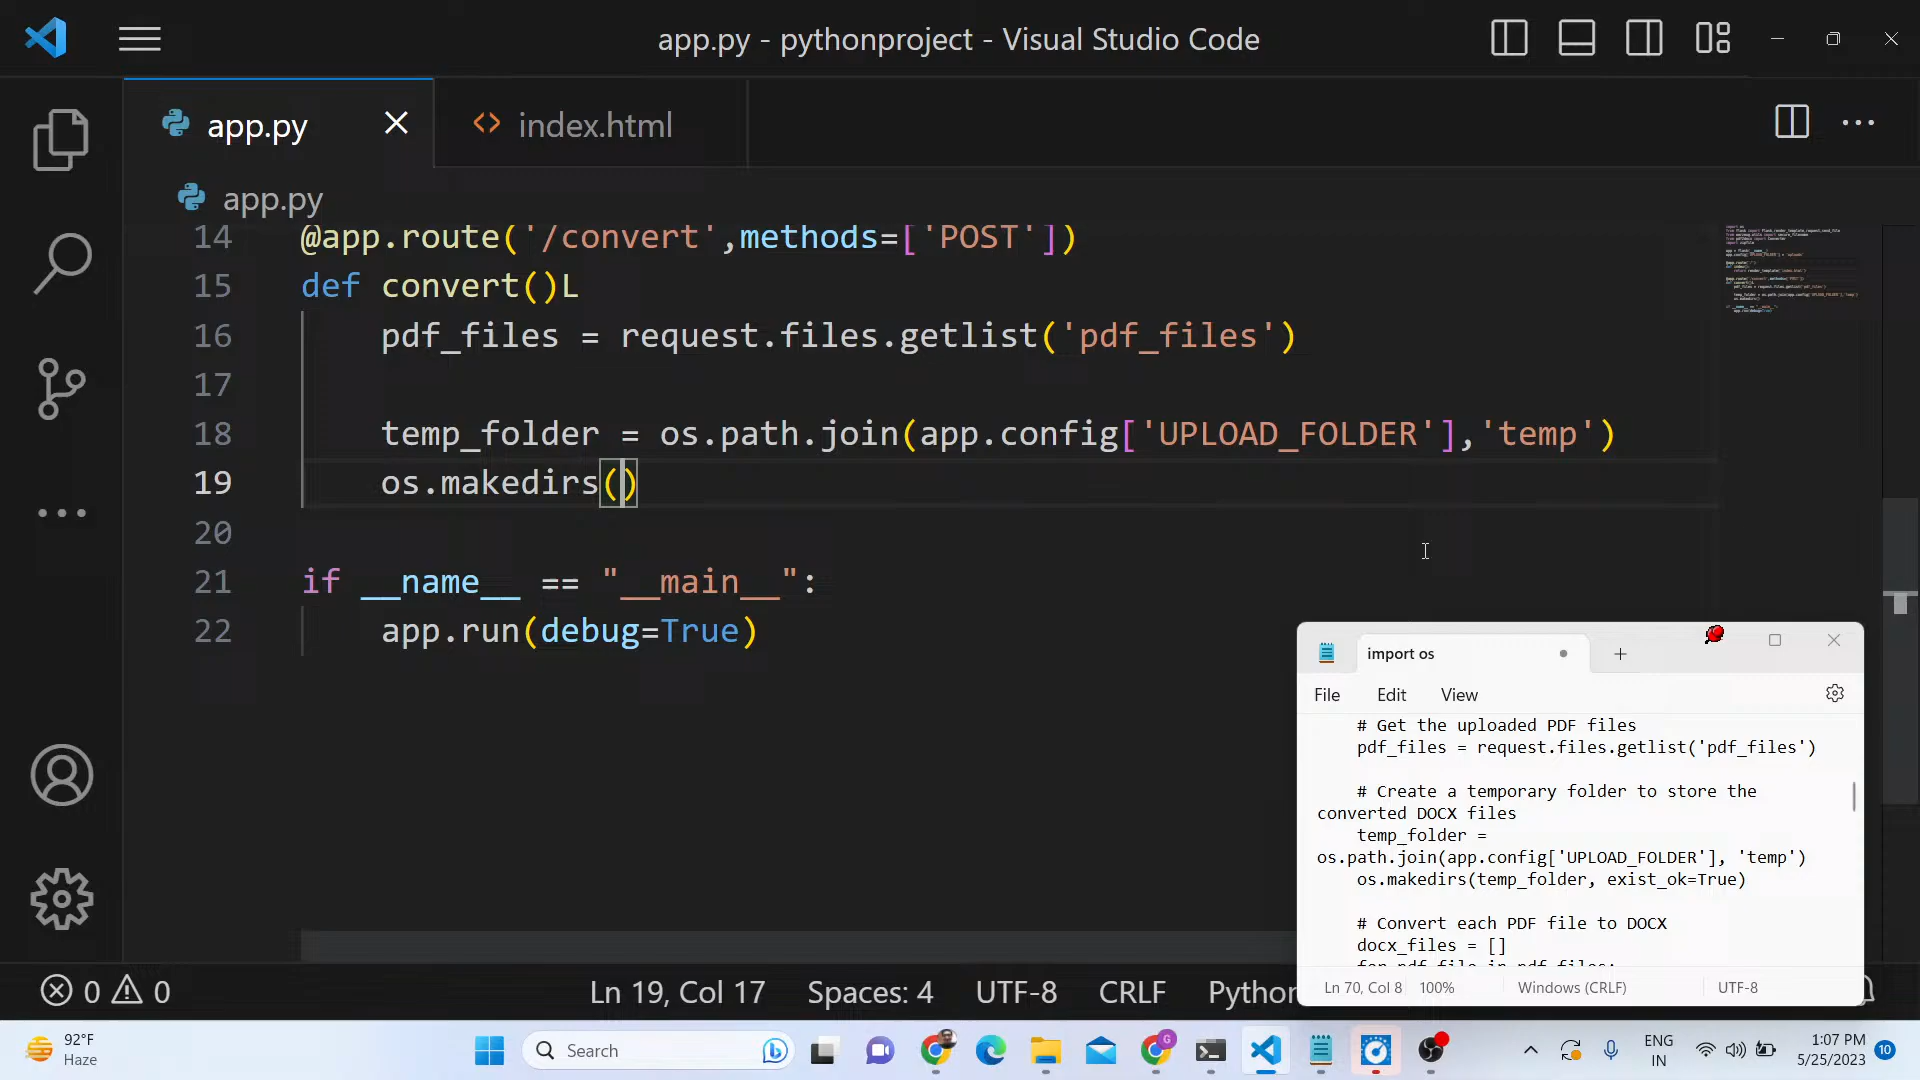 app.py - pythonproject - Visual Studio Code
app.py
index.html
app.py
14 @app.route('/convert',methods=['POST'])
15 def convert()L
16     pdf_files = request.files.getlist('pdf_files')
17
18     temp_folder = os.path.join(app.config['UPLOAD_FOLDER'],'temp')
19     os.makedirs()
20
21 if __name__ == "__main__":
22     app.run(debug=True)
import os
File Edit View
# Get the uploaded PDF files
pdf_files = request.files.getlist('pdf_files')
# Create a temporary folder to store the
converted DOCX files
temp_folder =
os.path.join(app.config['UPLOAD_FOLDER'], 'temp')
os.makedirs(temp_folder, exist_ok=True)
# Convert each PDF file to DOCX
docx_files = []
for pdf_file in pdf_files:
Ln 70, Col 8 100% Windows (CRLF) UTF-8
0 0 Ln 19, Col 17 Spaces: 4 UTF-8 CRLF Python
92°F
Haze
Search
ENG
IN
1:07 PM
5/25/2023
10